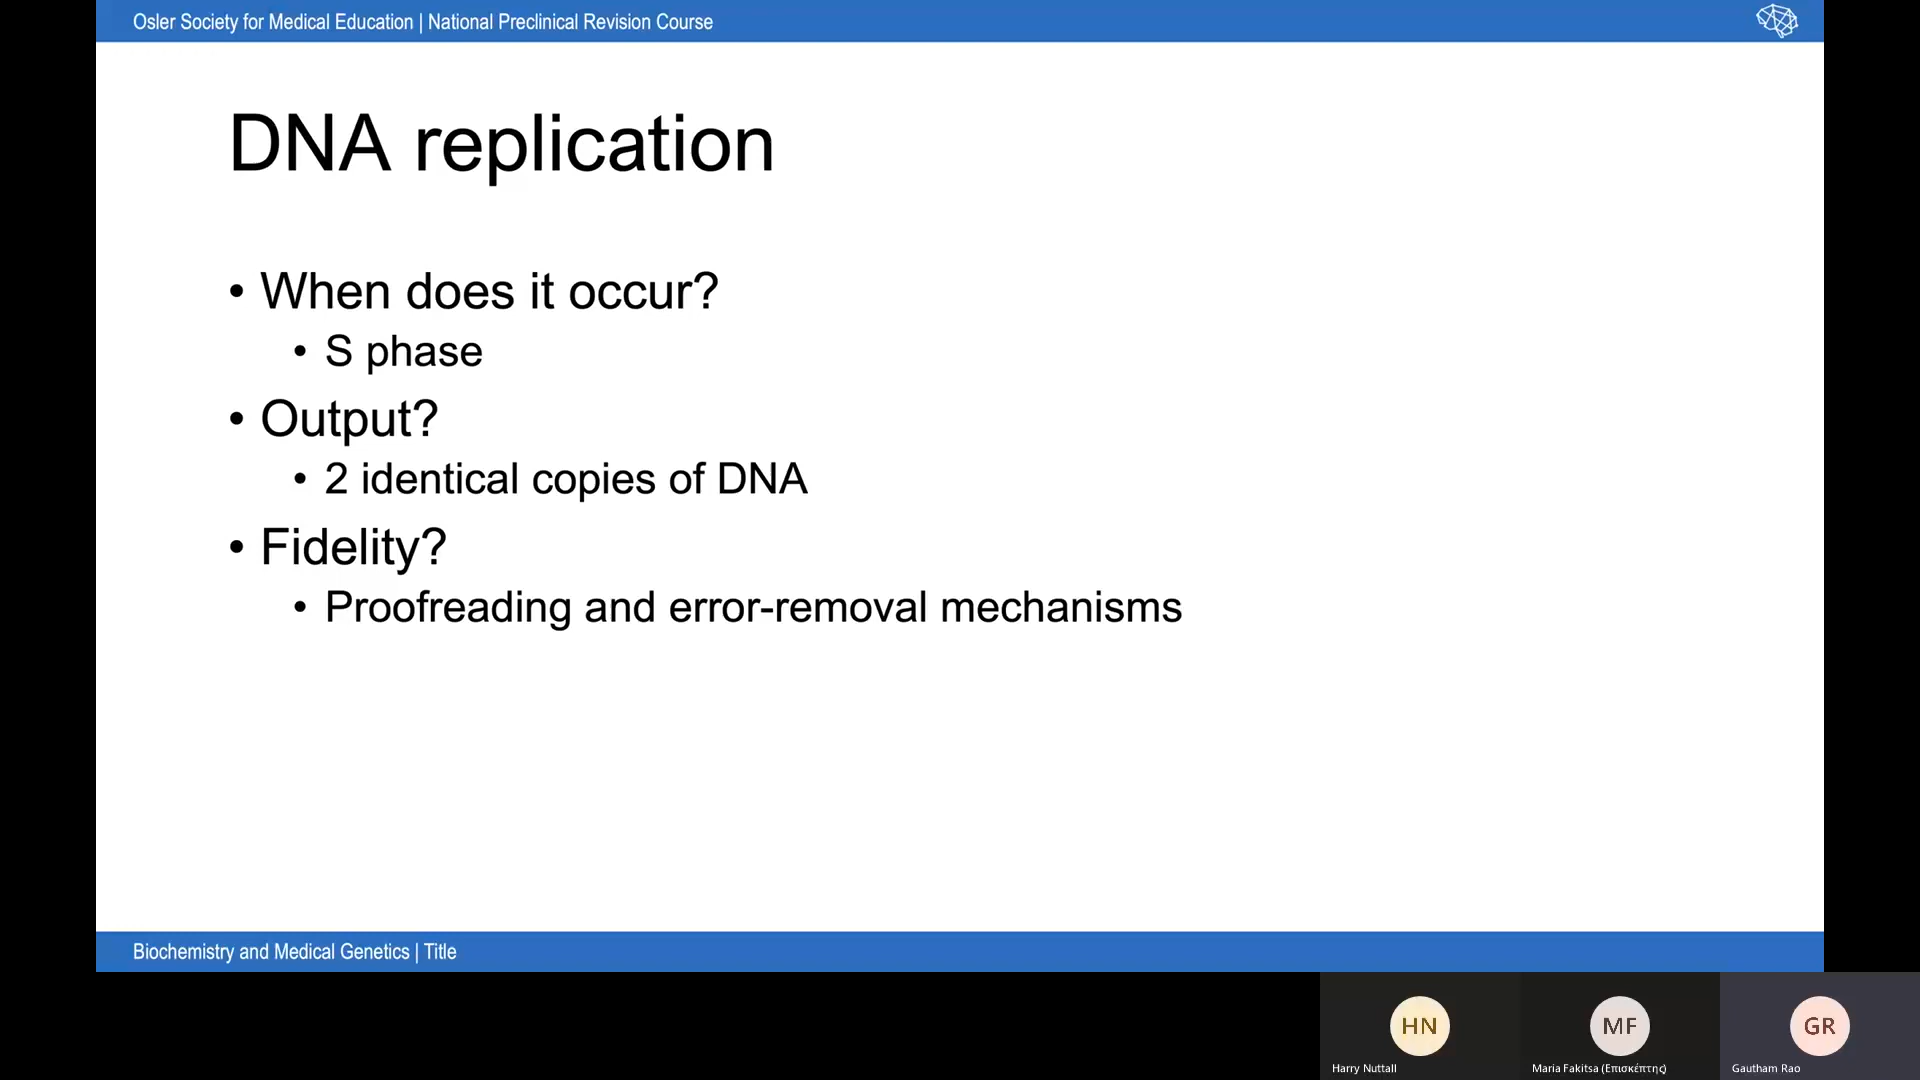 Osler Society for Medical Education | National Preclinical Revision Course
DNA replication
• When does it occur?
• S phase
• Output?
• 2 identical copies of DNA
• Fidelity?
• Proofreading and error-removal mechanisms
Biochemistry and Medical Genetics | Title
HN
MF
GR
Harry Nuttall
Maria Fakitsa (Επισκέπτης)
Gautham Rao